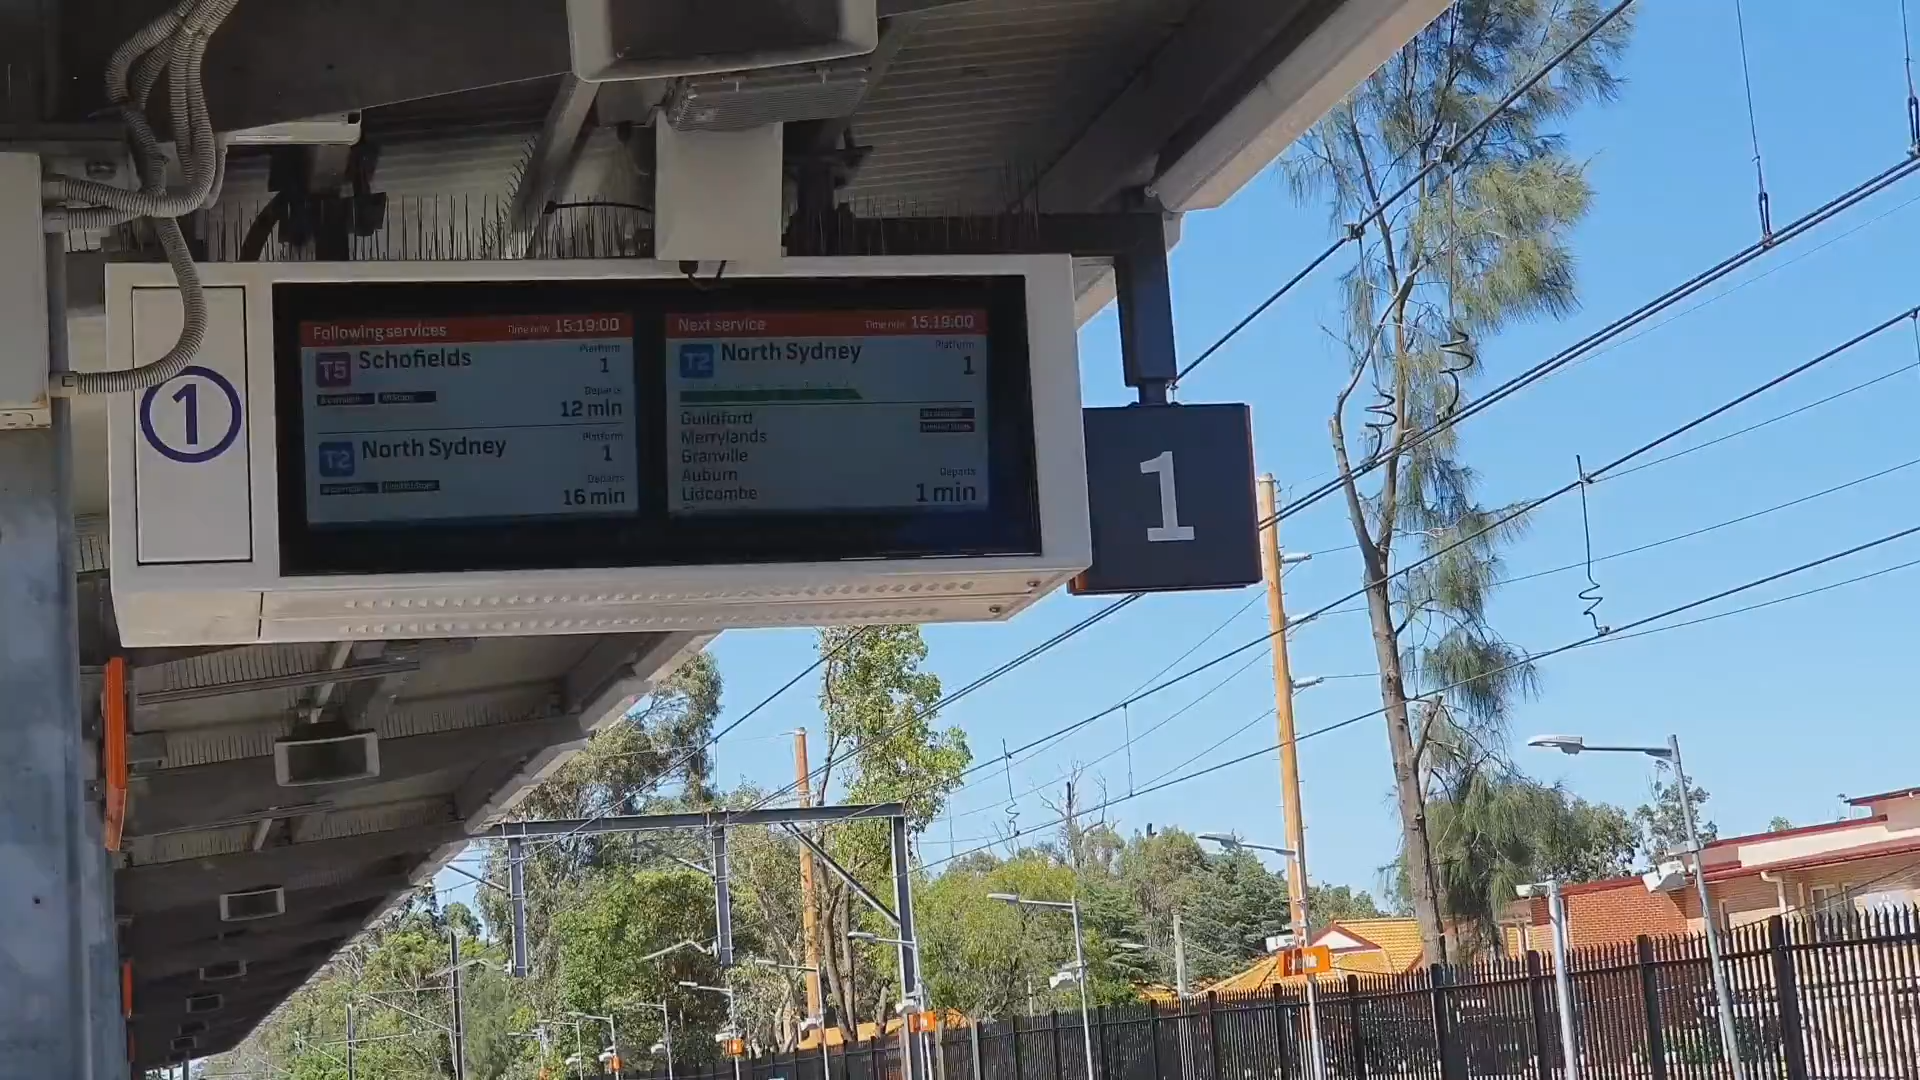 1
Following services Time now 15:19:00
T5 Schofields Platform
1
Departs
12 min
T2 North Sydney Platform
1
Departs
16 min
Next service Time now 15:19:00
T2 North Sydney Platform
1
Guildford
Merrylands
Granville
Auburn
Lidcombe
Departs
1 min
1